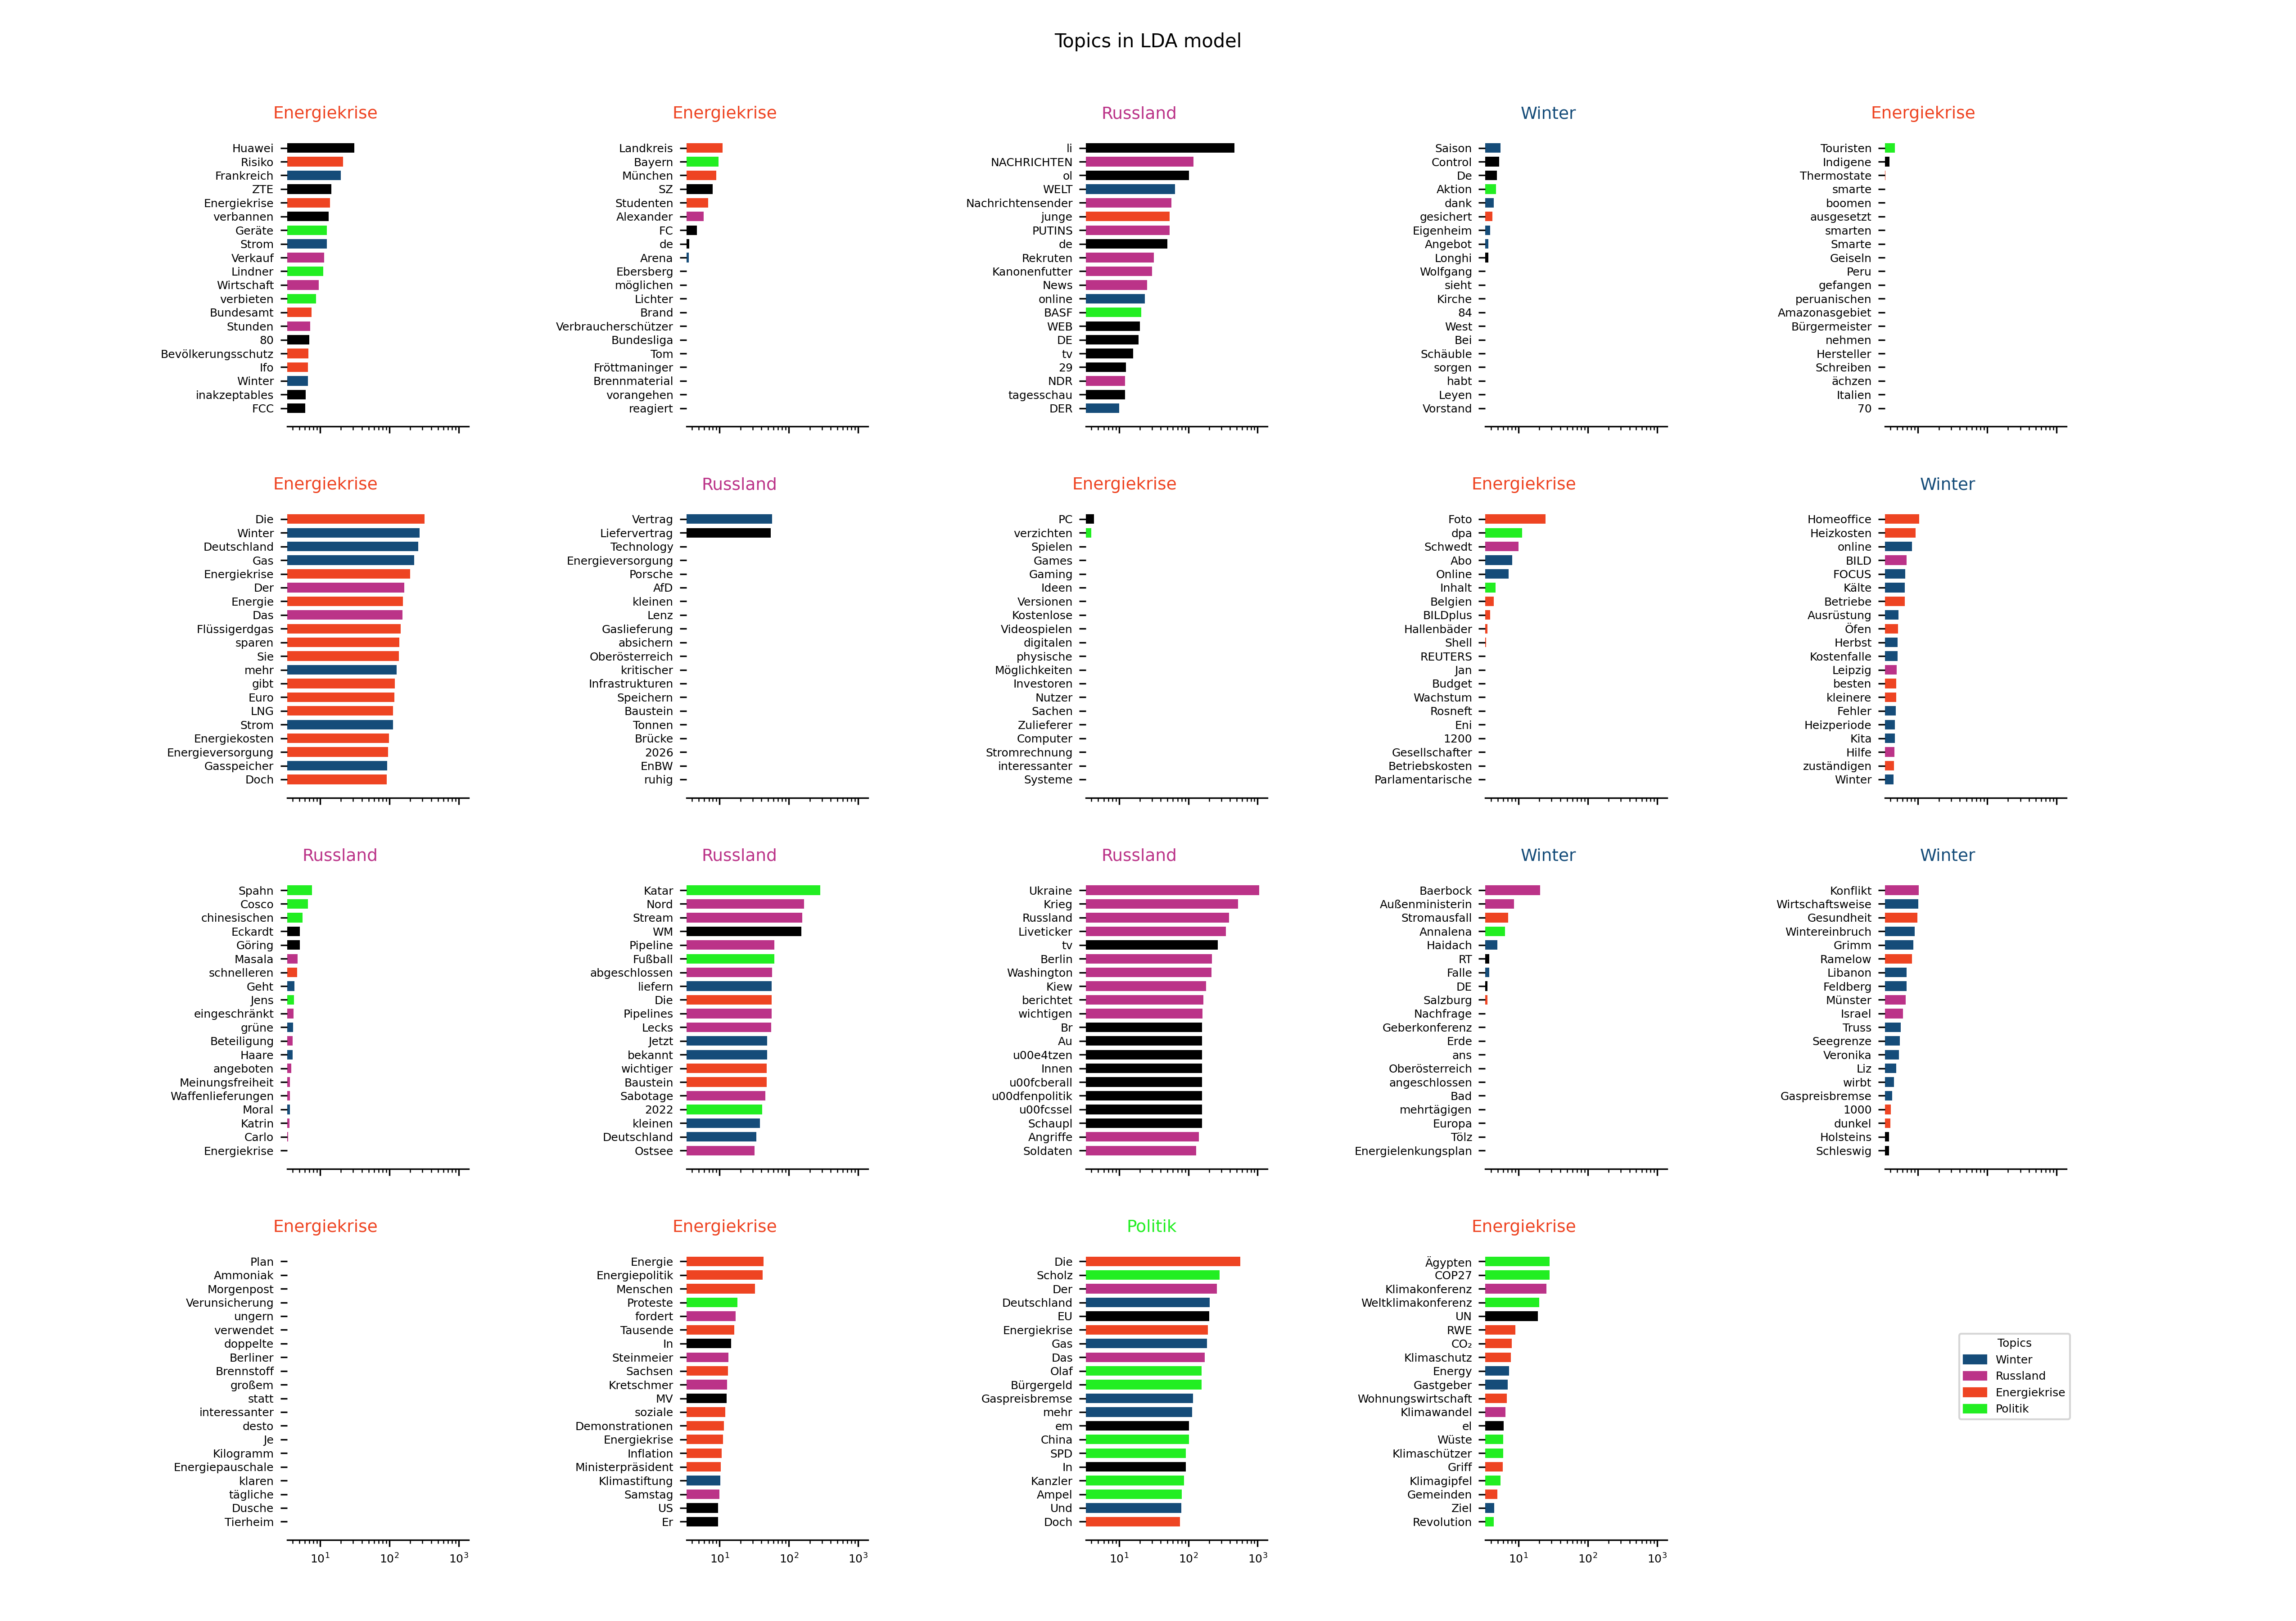 Topics in LDA model
Energiekrise
Huawei
Risiko
Frankreich
ZTE
Energiekrise
verbannen
Geräte
Strom
Verkauf
Lindner
Wirtschaft
verbieten
Bundesamt
Stunden
80
Bevölkerungsschutz
Ifo
Winter
inakzeptables
FCC
Energiekrise
Landkreis
Bayern
München
SZ
Studenten
Alexander
FC
de
Arena
Ebersberg
möglichen
Lichter
Brand
Verbraucherschützer
Bundesliga
Tom
Fröttmaninger
Brennmaterial
vorangehen
reagiert
Russland
li
NACHRICHTEN
ol
WELT
Nachrichtensender
junge
PUTINS
de
Rekruten
Kanonenfutter
News
online
BASF
WEB
DE
tv
29
NDR
tagesschau
DER
Winter
Saison
Control
De
Aktion
dank
gesichert
Eigenheim
Angebot
Longhi
Wolfgang
sieht
Kirche
84
West
Bei
Schäuble
sorgen
habt
Leyen
Vorstand
Energiekrise
Touristen
Indigene
Thermostate
smarte
boomen
ausgesetzt
smarten
Smarte
Geiseln
Peru
gefangen
peruanischen
Amazonasgebiet
Bürgermeister
nehmen
Hersteller
Schreiben
ächzen
Italien
70
Energiekrise
Die
Winter
Deutschland
Gas
Energiekrise
Der
Energie
Das
Flüssigerdgas
sparen
Sie
mehr
gibt
Euro
LNG
Strom
Energiekosten
Energieversorgung
Gasspeicher
Doch
Russland
Vertrag
Liefervertrag
Technology
Energieversorgung
Porsche
AfD
kleinen
Lenz
Gaslieferung
absichern
Oberösterreich
kritischer
Infrastrukturen
Speichern
Baustein
Tonnen
Brücke
2026
EnBW
ruhig
Energiekrise
PC
verzichten
Spielen
Games
Gaming
Ideen
Versionen
Kostenlose
Videospielen
digitalen
physische
Möglichkeiten
Investoren
Nutzer
Sachen
Zulieferer
Computer
Stromrechnung
interessanter
Systeme
Energiekrise
Foto
dpa
Schwedt
Abo
Online
Inhalt
Belgien
BILDplus
Hallenbäder
Shell
REUTERS
Jan
Budget
Wachstum
Rosneft
Eni
1200
Gesellschafter
Betriebskosten
Parlamentarische
Winter
Homeoffice
Heizkosten
online
BILD
FOCUS
Kälte
Betriebe
Ausrüstung
Öfen
Herbst
Kostenfalle
Leipzig
besten
kleinere
Fehler
Heizperiode
Kita
Hilfe
zuständigen
Winter
Russland
Spahn
Cosco
chinesischen
Eckardt
Göring
Masala
schnelleren
Geht
Jens
eingeschränkt
grüne
Beteiligung
Haare
angeboten
Meinungsfreiheit
Waffenlieferungen
Moral
Katrin
Carlo
Energiekrise
Russland
Katar
Nord
Stream
WM
Pipeline
Fußball
abgeschlossen
liefern
Die
Pipelines
Lecks
Jetzt
bekannt
wichtiger
Baustein
Sabotage
2022
kleinen
Deutschland
Ostsee
Russland
Ukraine
Krieg
Russland
Liveticker
tv
Berlin
Washington
Kiew
berichtet
wichtigen
Br
Au
u00e4tzen
Innen
u00fcberall
u00dfenpolitik
u00fcssel
Schaupl
Angriffe
Soldaten
Winter
Baerbock
Außenministerin
Stromausfall
Annalena
Haidach
RT
Falle
DE
Salzburg
Nachfrage
Geberkonferenz
Erde
ans
Oberösterreich
angeschlossen
Bad
mehrtägigen
Europa
Tölz
Energielenkungsplan
Winter
Konflikt
Wirtschaftsweise
Gesundheit
Wintereinbruch
Grimm
Ramelow
Libanon
Feldberg
Münster
Israel
Truss
Seegrenze
Veronika
Liz
wirbt
Gaspreisbremse
1000
dunkel
Holsteins
Schleswig
Energiekrise
Plan
Ammoniak
Morgenpost
Verunsicherung
ungern
verwendet
doppelte
Berliner
Brennstoff
großem
statt
interessanter
desto
Je
Kilogramm
Energiepauschale
klaren
tägliche
Dusche
Tierheim
10¹ 10² 10³
Energiekrise
Energie
Energiepolitik
Menschen
Proteste
fordert
Tausende
In
Steinmeier
Sachsen
Kretschmer
MV
soziale
Demonstrationen
Energiekrise
Inflation
Ministerpräsident
Klimastiftung
Samstag
US
Er
10¹ 10² 10³
Politik
Die
Scholz
Der
Deutschland
EU
Energiekrise
Gas
Das
Olaf
Bürgergeld
Gaspreisbremse
mehr
em
China
SPD
In
Kanzler
Ampel
Und
Doch
10¹ 10² 10³
Energiekrise
Ägypten
COP27
Klimakonferenz
Weltklimakonferenz
UN
RWE
CO₂
Klimaschutz
Energy
Gastgeber
Wohnungswirtschaft
Klimawandel
el
Wüste
Klimaschützer
Griff
Klimagipfel
Gemeinden
Ziel
Revolution
10¹ 10² 10³
Topics
Winter
Russland
Energiekrise
Politik